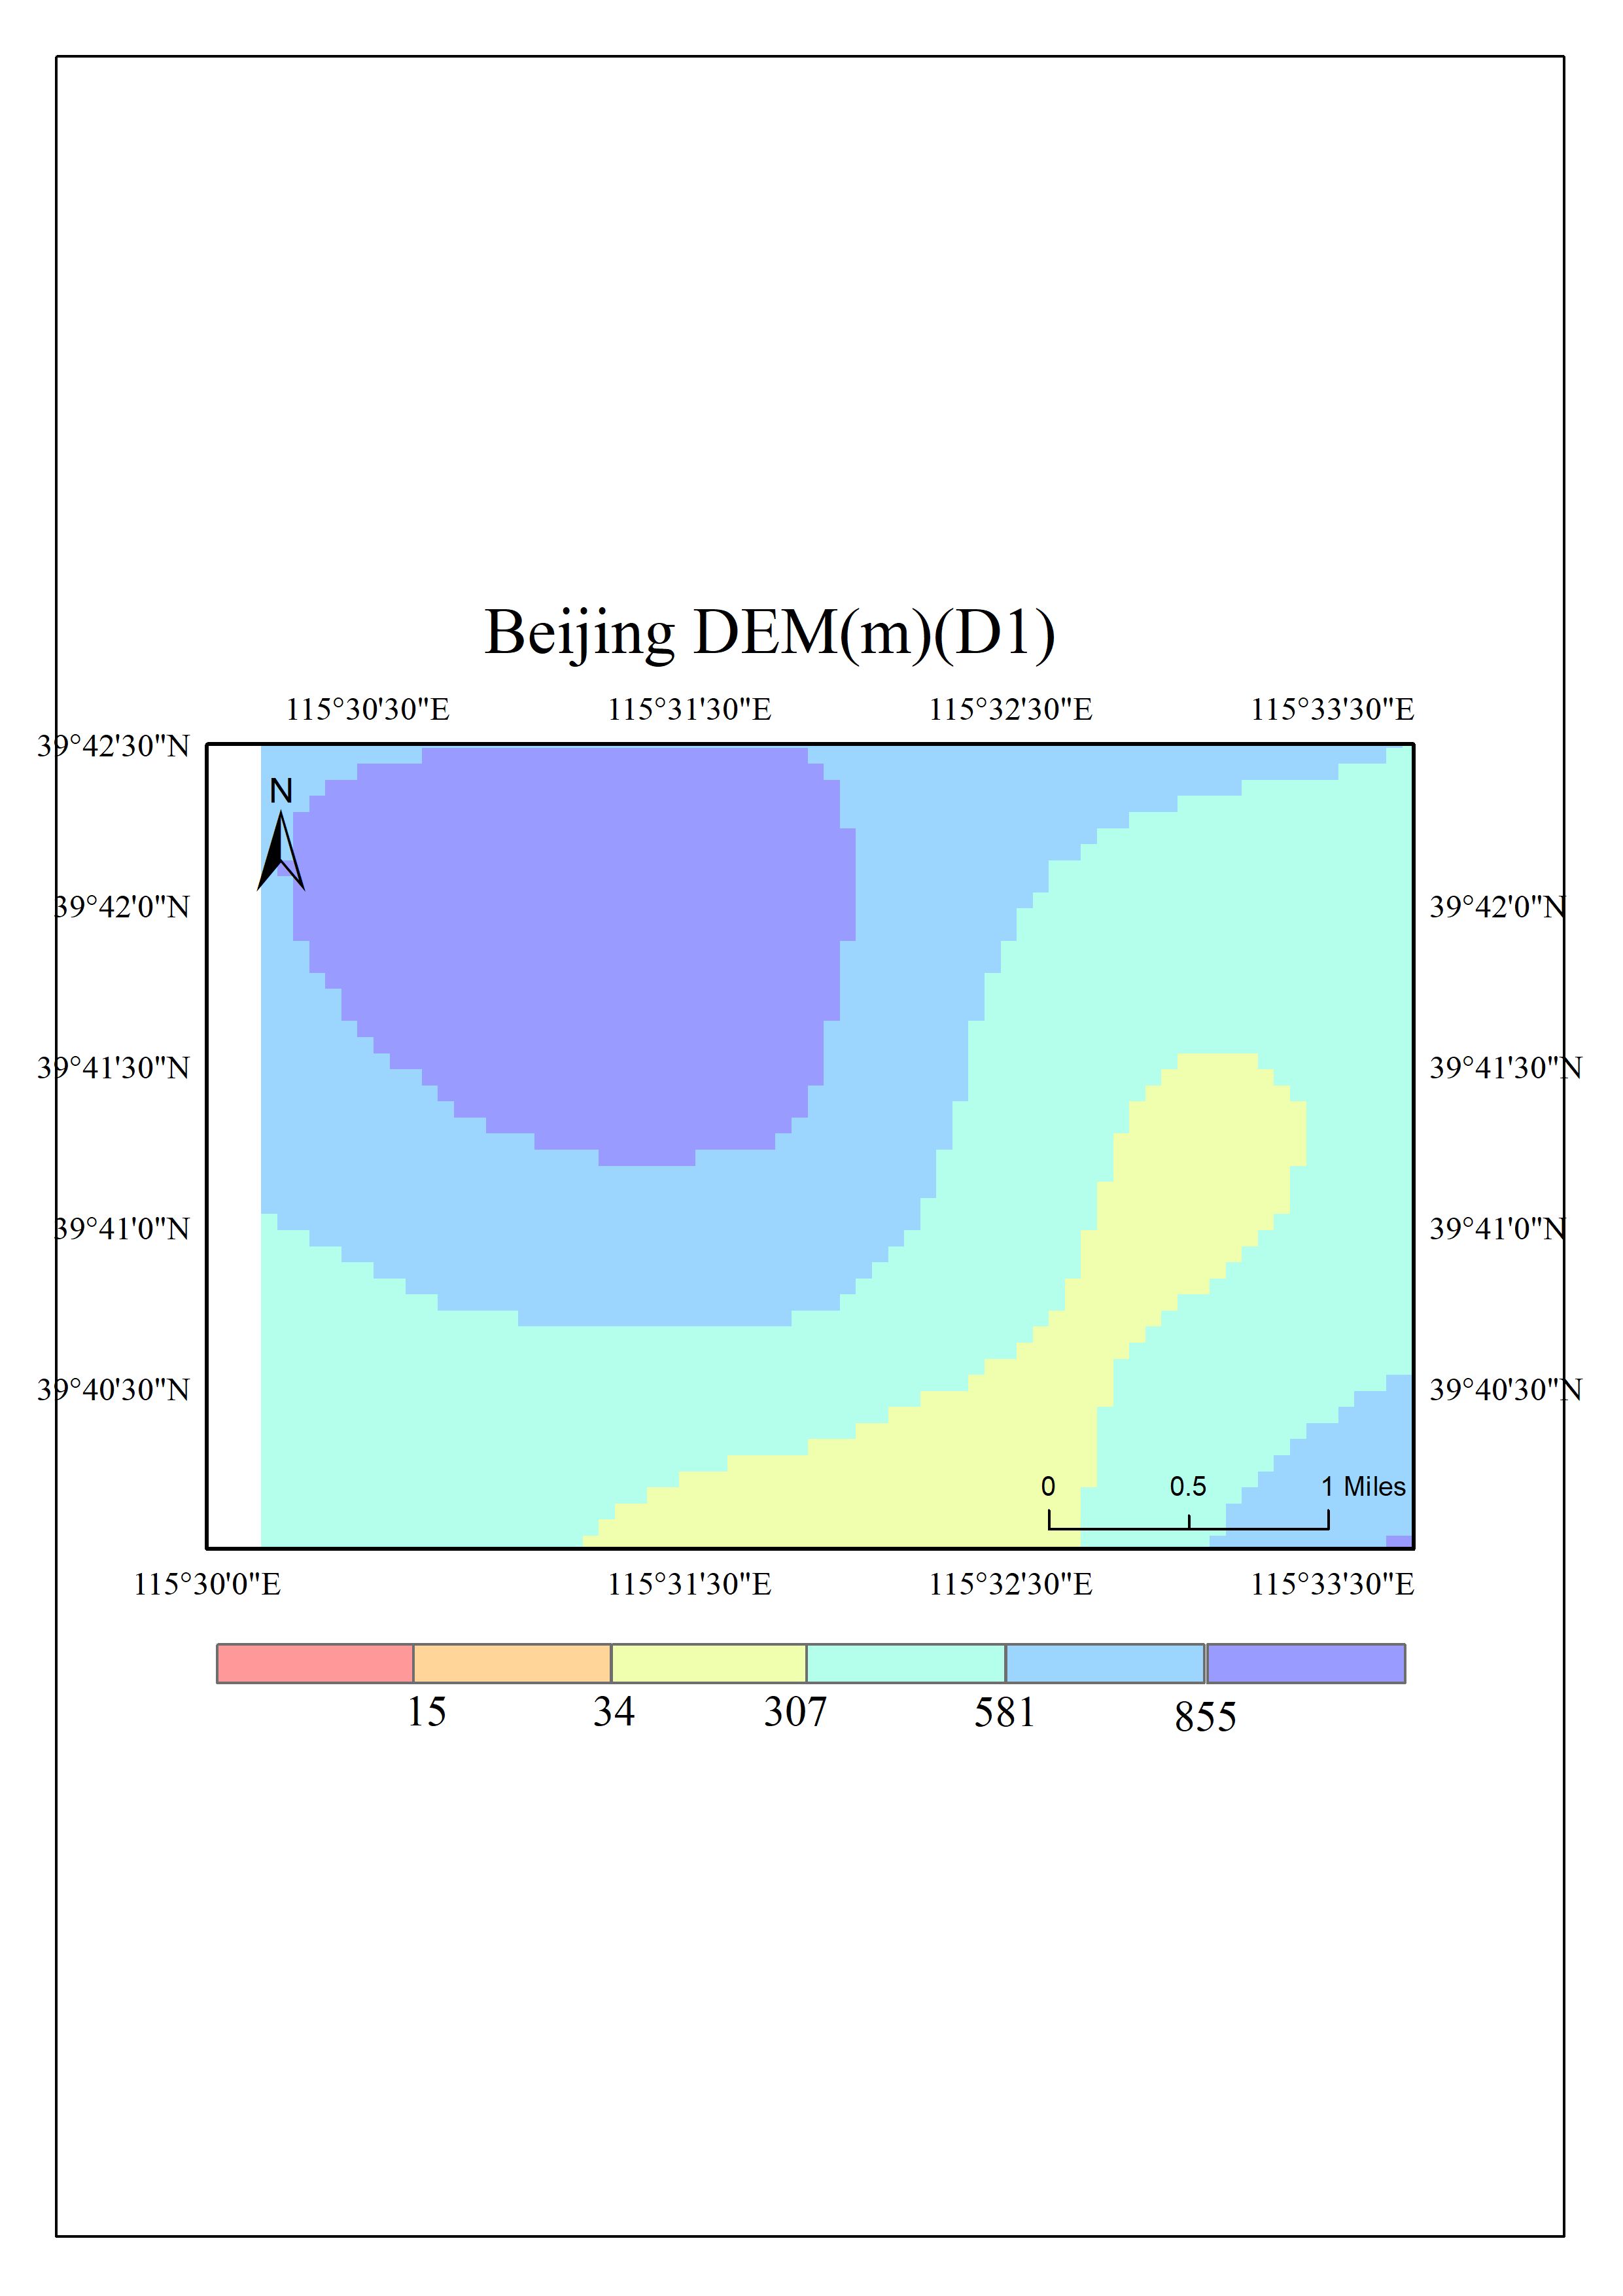 Beijing DEM(m)(D1)
115°30'30"E 115°31'30"E 115°32'30"E 115°33'30"E
39°42'30"N
N
39°42'0"N 39°42'0"N
39°41'30"N 39°41'30"N
39°41'0"N 39°41'0"N
39°40'30"N 39°40'30"N
0 0.5 1 Miles
115°30'0"E 115°31'30"E 115°32'30"E 115°33'30"E
15 34 307 581 855